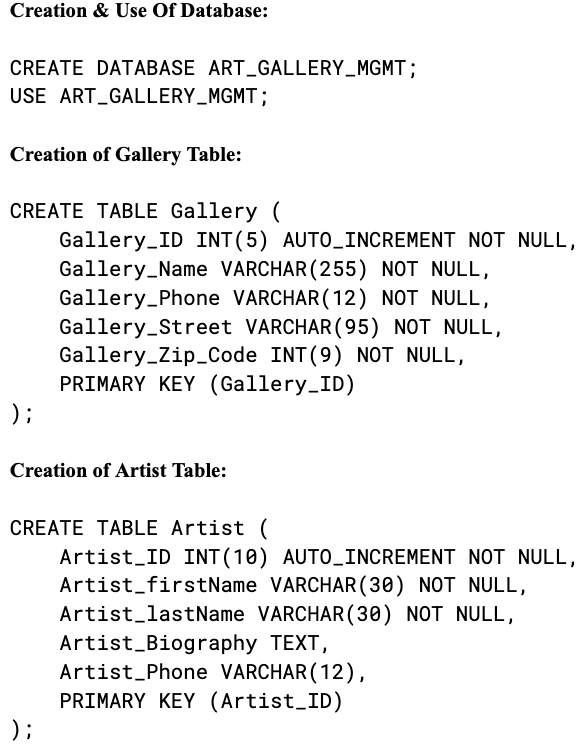 Creation & Use Of Database:
CREATE DATABASE ART_GALLERY_MGMT;
USE ART_GALLERY_MGMT;
Creation of Gallery Table:
CREATE TABLE Gallery (
    Gallery_ID INT(5) AUTO_INCREMENT NOT NULL,
    Gallery_Name VARCHAR(255) NOT NULL,
    Gallery_Phone VARCHAR(12) NOT NULL,
    Gallery_Street VARCHAR(95) NOT NULL,
    Gallery_Zip_Code INT(9) NOT NULL,
    PRIMARY KEY (Gallery_ID)
);
Creation of Artist Table:
CREATE TABLE Artist (
    Artist_ID INT(10) AUTO_INCREMENT NOT NULL,
    Artist_firstName VARCHAR(30) NOT NULL,
    Artist_lastName VARCHAR(30) NOT NULL,
    Artist_Biography TEXT,
    Artist_Phone VARCHAR(12),
    PRIMARY KEY (Artist_ID)
);